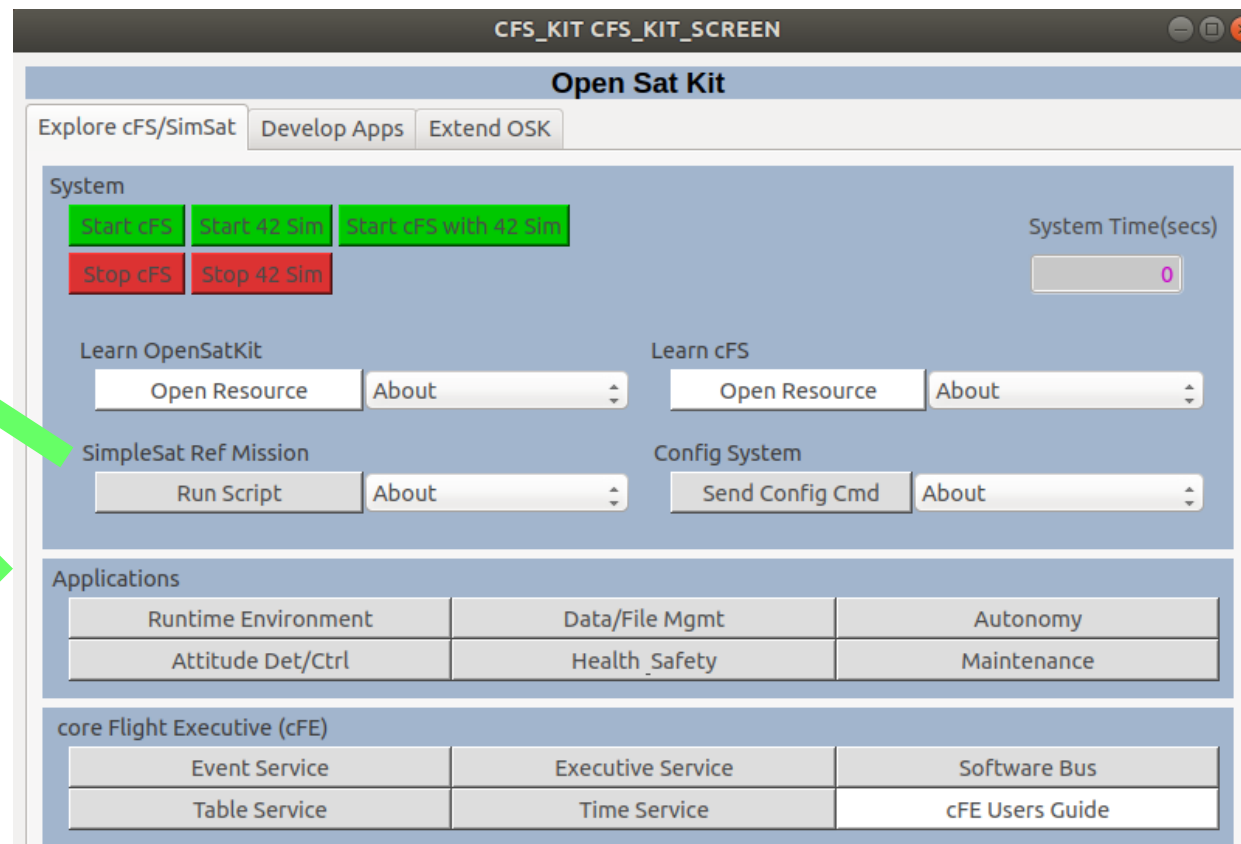 CFS_KIT CFS_KIT_SCREEN
Open Sat Kit
Explore cFS/SimSat Develop Apps Extend OSK
System
Start cFS Start 42 Sim Start cFS with 42 Sim System Time(secs)
Stop cFS Stop 42 Sim 0
Learn OpenSatKit Learn cFS
Open Resource About Open Resource About
SimpleSat Ref Mission Config System
Run Script About Send Config Cmd About
Applications
Runtime Environment Data/File Mgmt Autonomy
Attitude Det/Ctrl Health _Safety Maintenance
core Flight Executive (cFE)
Event Service Executive Service Software Bus
Table Service Time Service cFE Users Guide